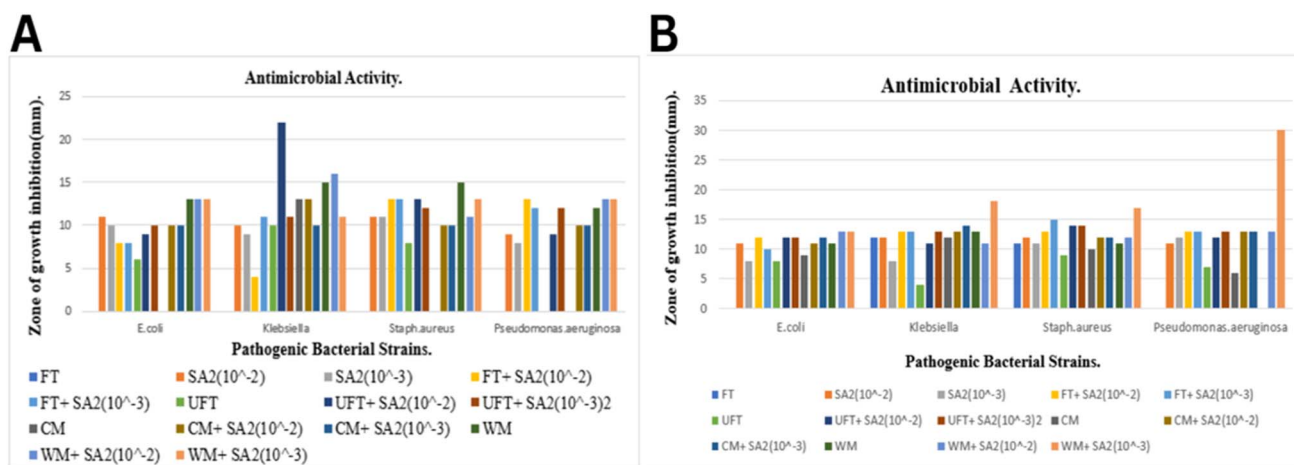 A
Antimicrobial Activity.
Zone of growth inhibition(mm).
25
20
15
10
5
0
E.coli Klebsiella Staph.aureus Pseudomonas.aeruginosa
Pathogenic Bacterial Strains.
FT SA2(10^-2) SA2(10^-3) FT+ SA2(10^-2)
FT+ SA2(10^-3) UFT UFT+ SA2(10^-2) UFT+ SA2(10^-3)2
CM CM+ SA2(10^-2) CM+ SA2(10^-3) WM
WM+ SA2(10^-2) WM+ SA2(10^-3)
B
Antimicrobial Activity.
Zone of growth inhibition(mm).
35
30
25
20
15
10
5
0
E.coli Klebsiella Staph.aureus Pseudomonas.aeruginosa
Pathogenic Bacterial Strains.
FT SA2(10^-2) SA2(10^-3) FT+ SA2(10^-2) FT+ SA2(10^-3)
UFT UFT+ SA2(10^-2) UFT+ SA2(10^-3)2 CM CM+ SA2(10^-2)
CM+ SA2(10^-3) WM WM+ SA2(10^-2) WM+ SA2(10^-3)